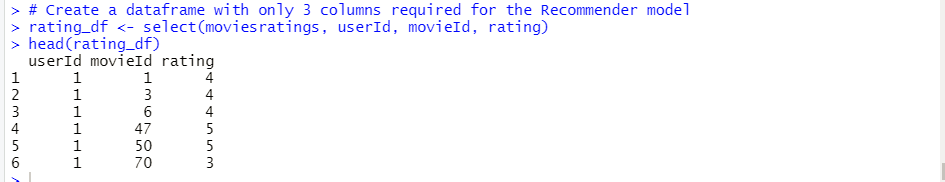 > # Create a dataframe with only 3 columns required for the Recommender model
> rating_df <- select(moviesratings, userId, movieId, rating)
> head(rating_df)
  userId movieId rating
1      1       1      4
2      1       3      4
3      1       6      4
4      1      47      5
5      1      50      5
6      1      70      3
>